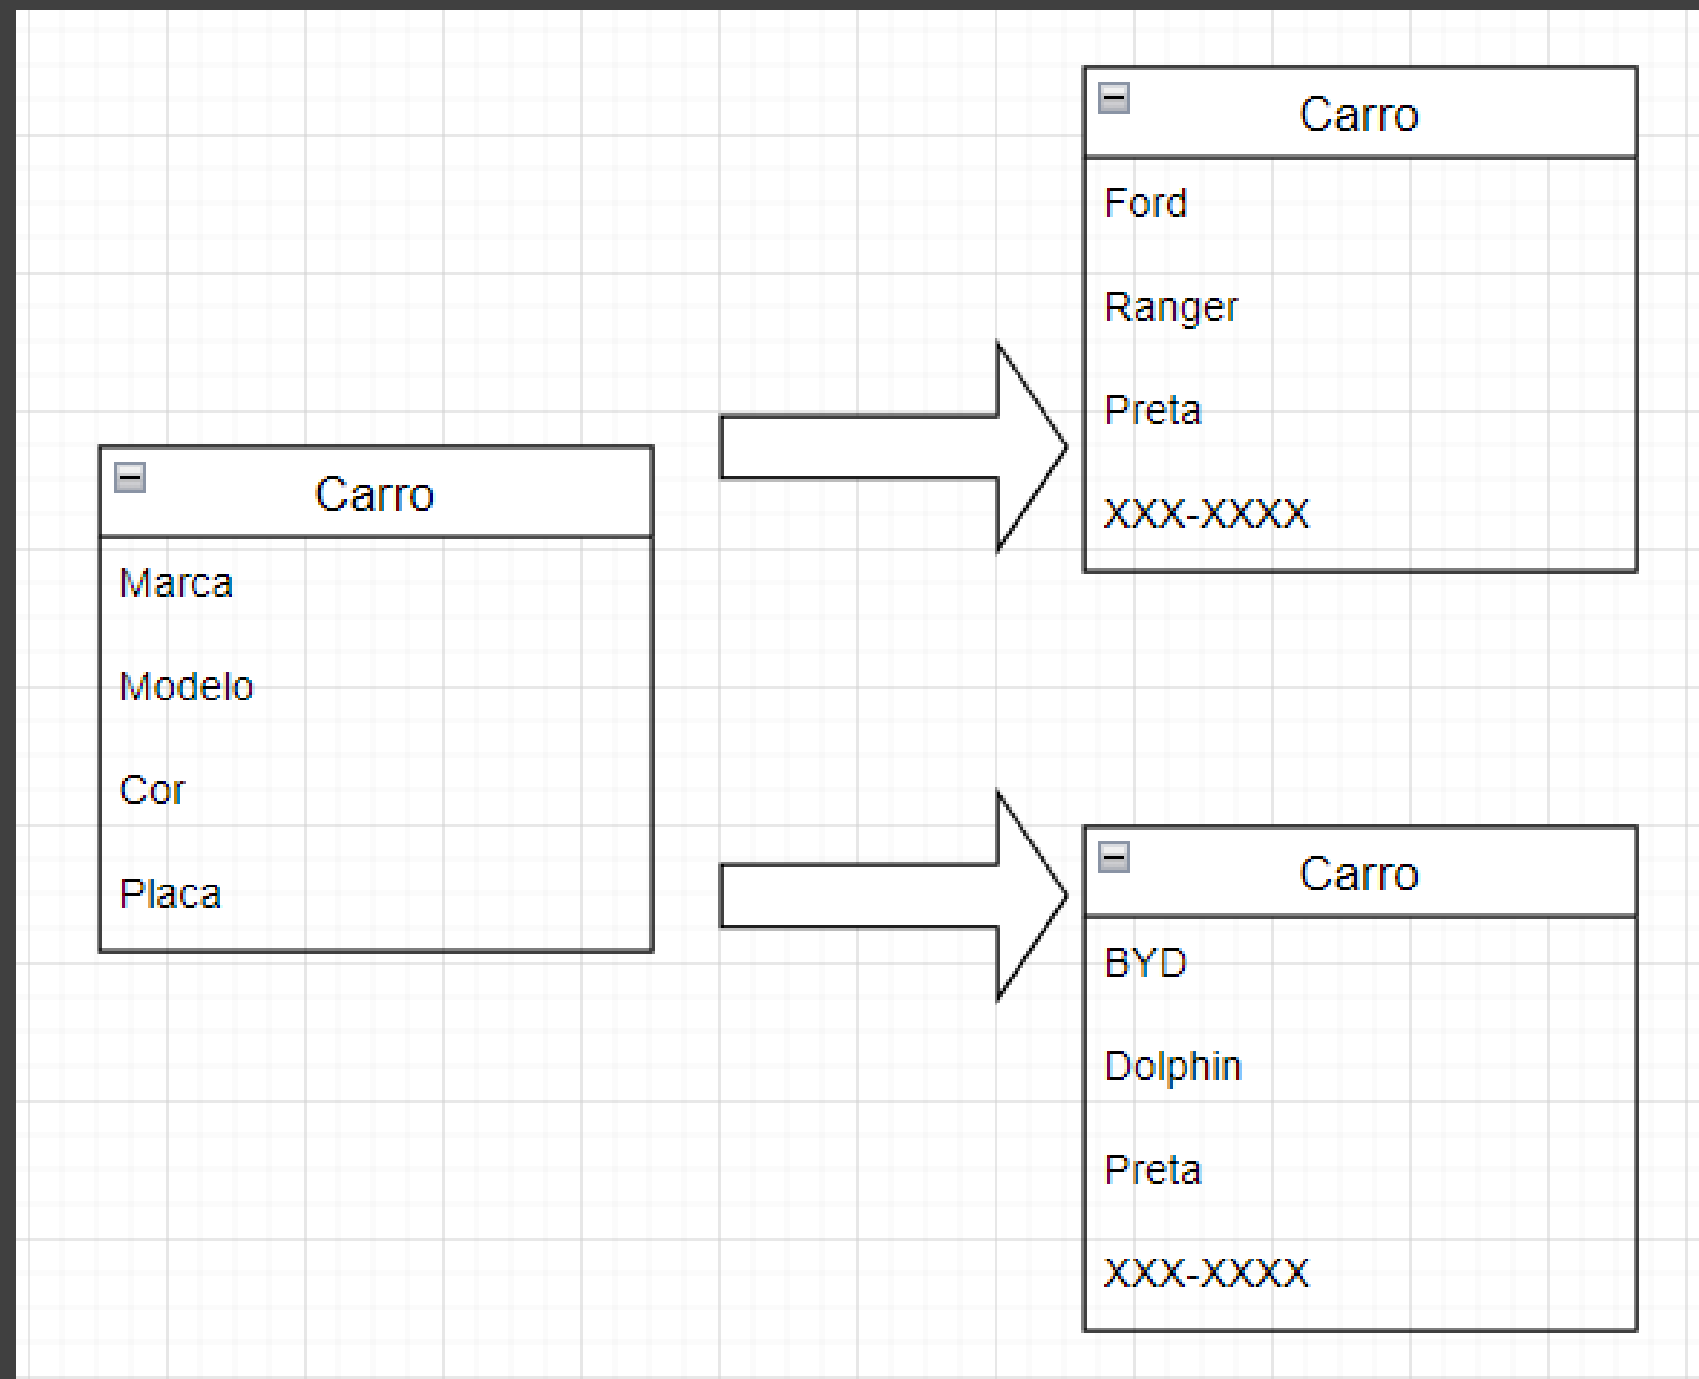 Carro
Marca
Modelo
Cor
Placa
Carro
Ford
Ranger
Preta
XXX-XXXX
Carro
BYD
Dolphin
Preta
XXX-XXXX